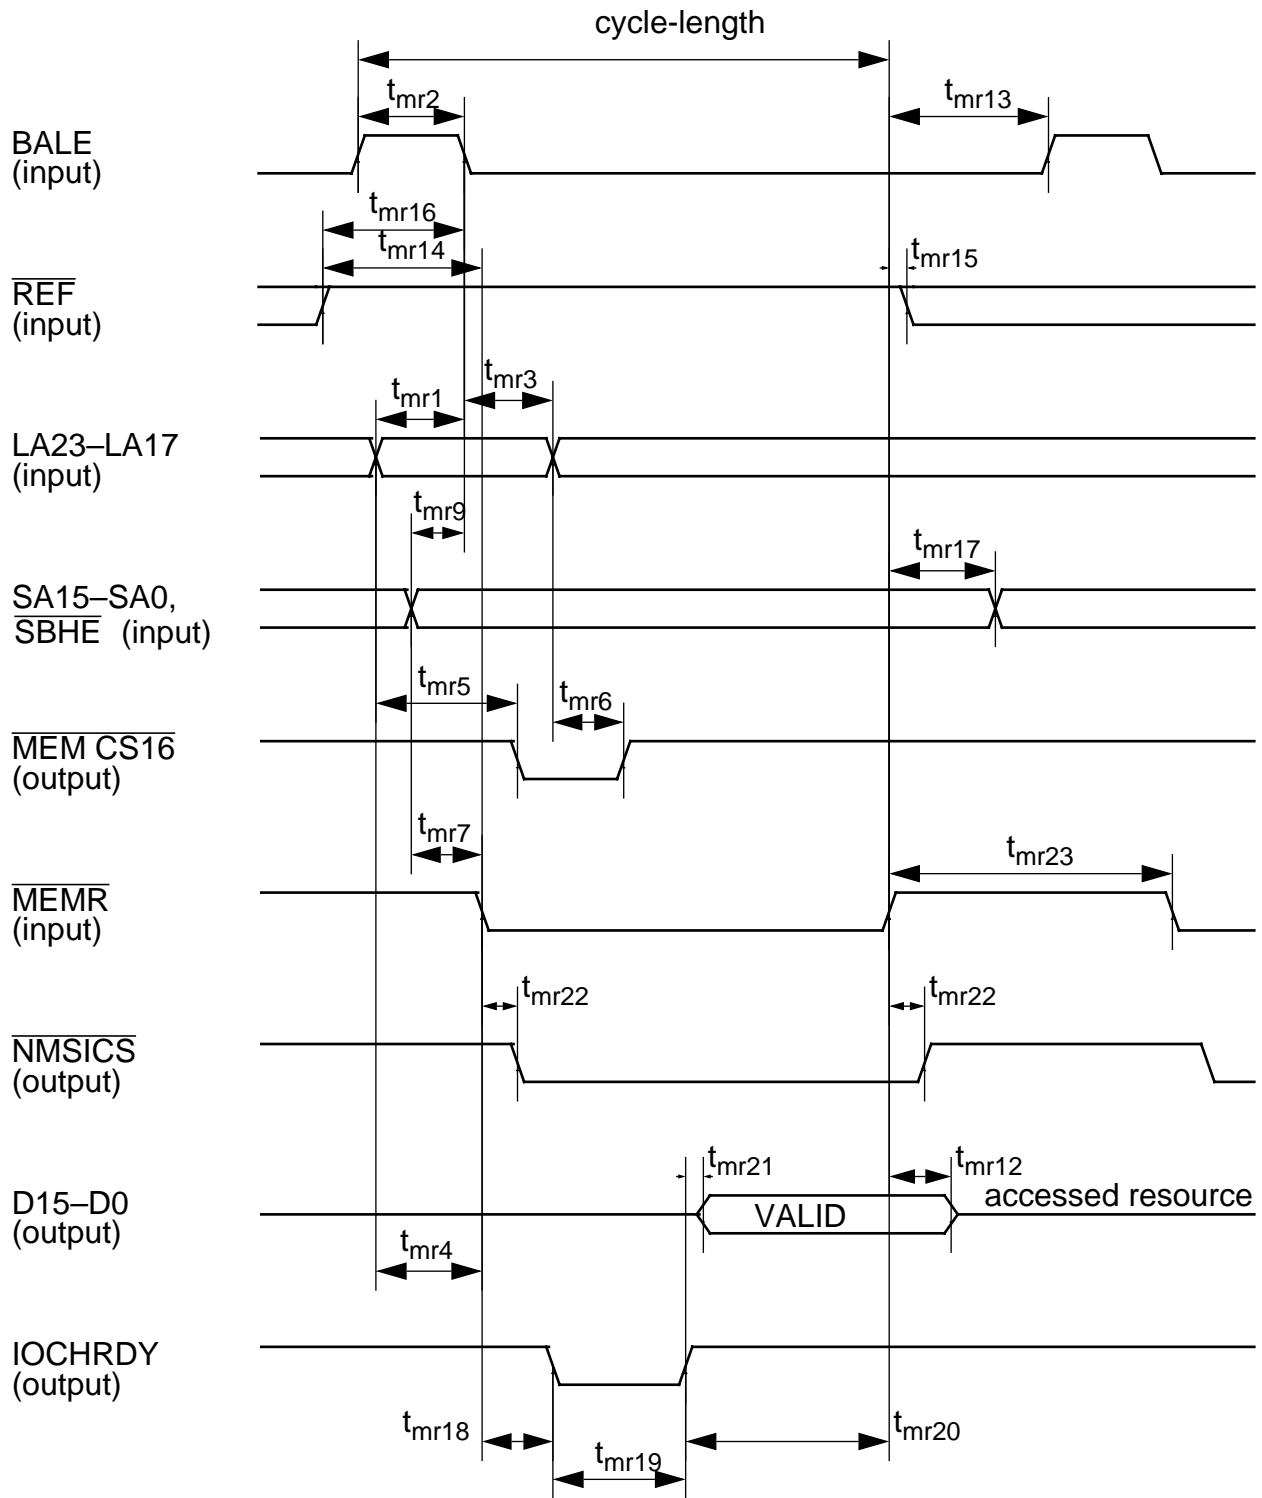 cycle-length
tmr2
tmr13
BALE
(input)
tmr16
tmr14
tmr15
REF
(input)
tmr3
tmr1
LA23–LA17
(input)
tmr9
tmr17
SA15–SA0,
SBHE (input)
tmr5
tmr6
MEM CS16
(output)
tmr7
tmr23
MEMR
(input)
tmr22
tmr22
NMSICS
(output)
tmr21
tmr12
D15–D0
(output)
VALID
accessed resource
tmr4
IOCHRDY
(output)
tmr18
tmr20
tmr19